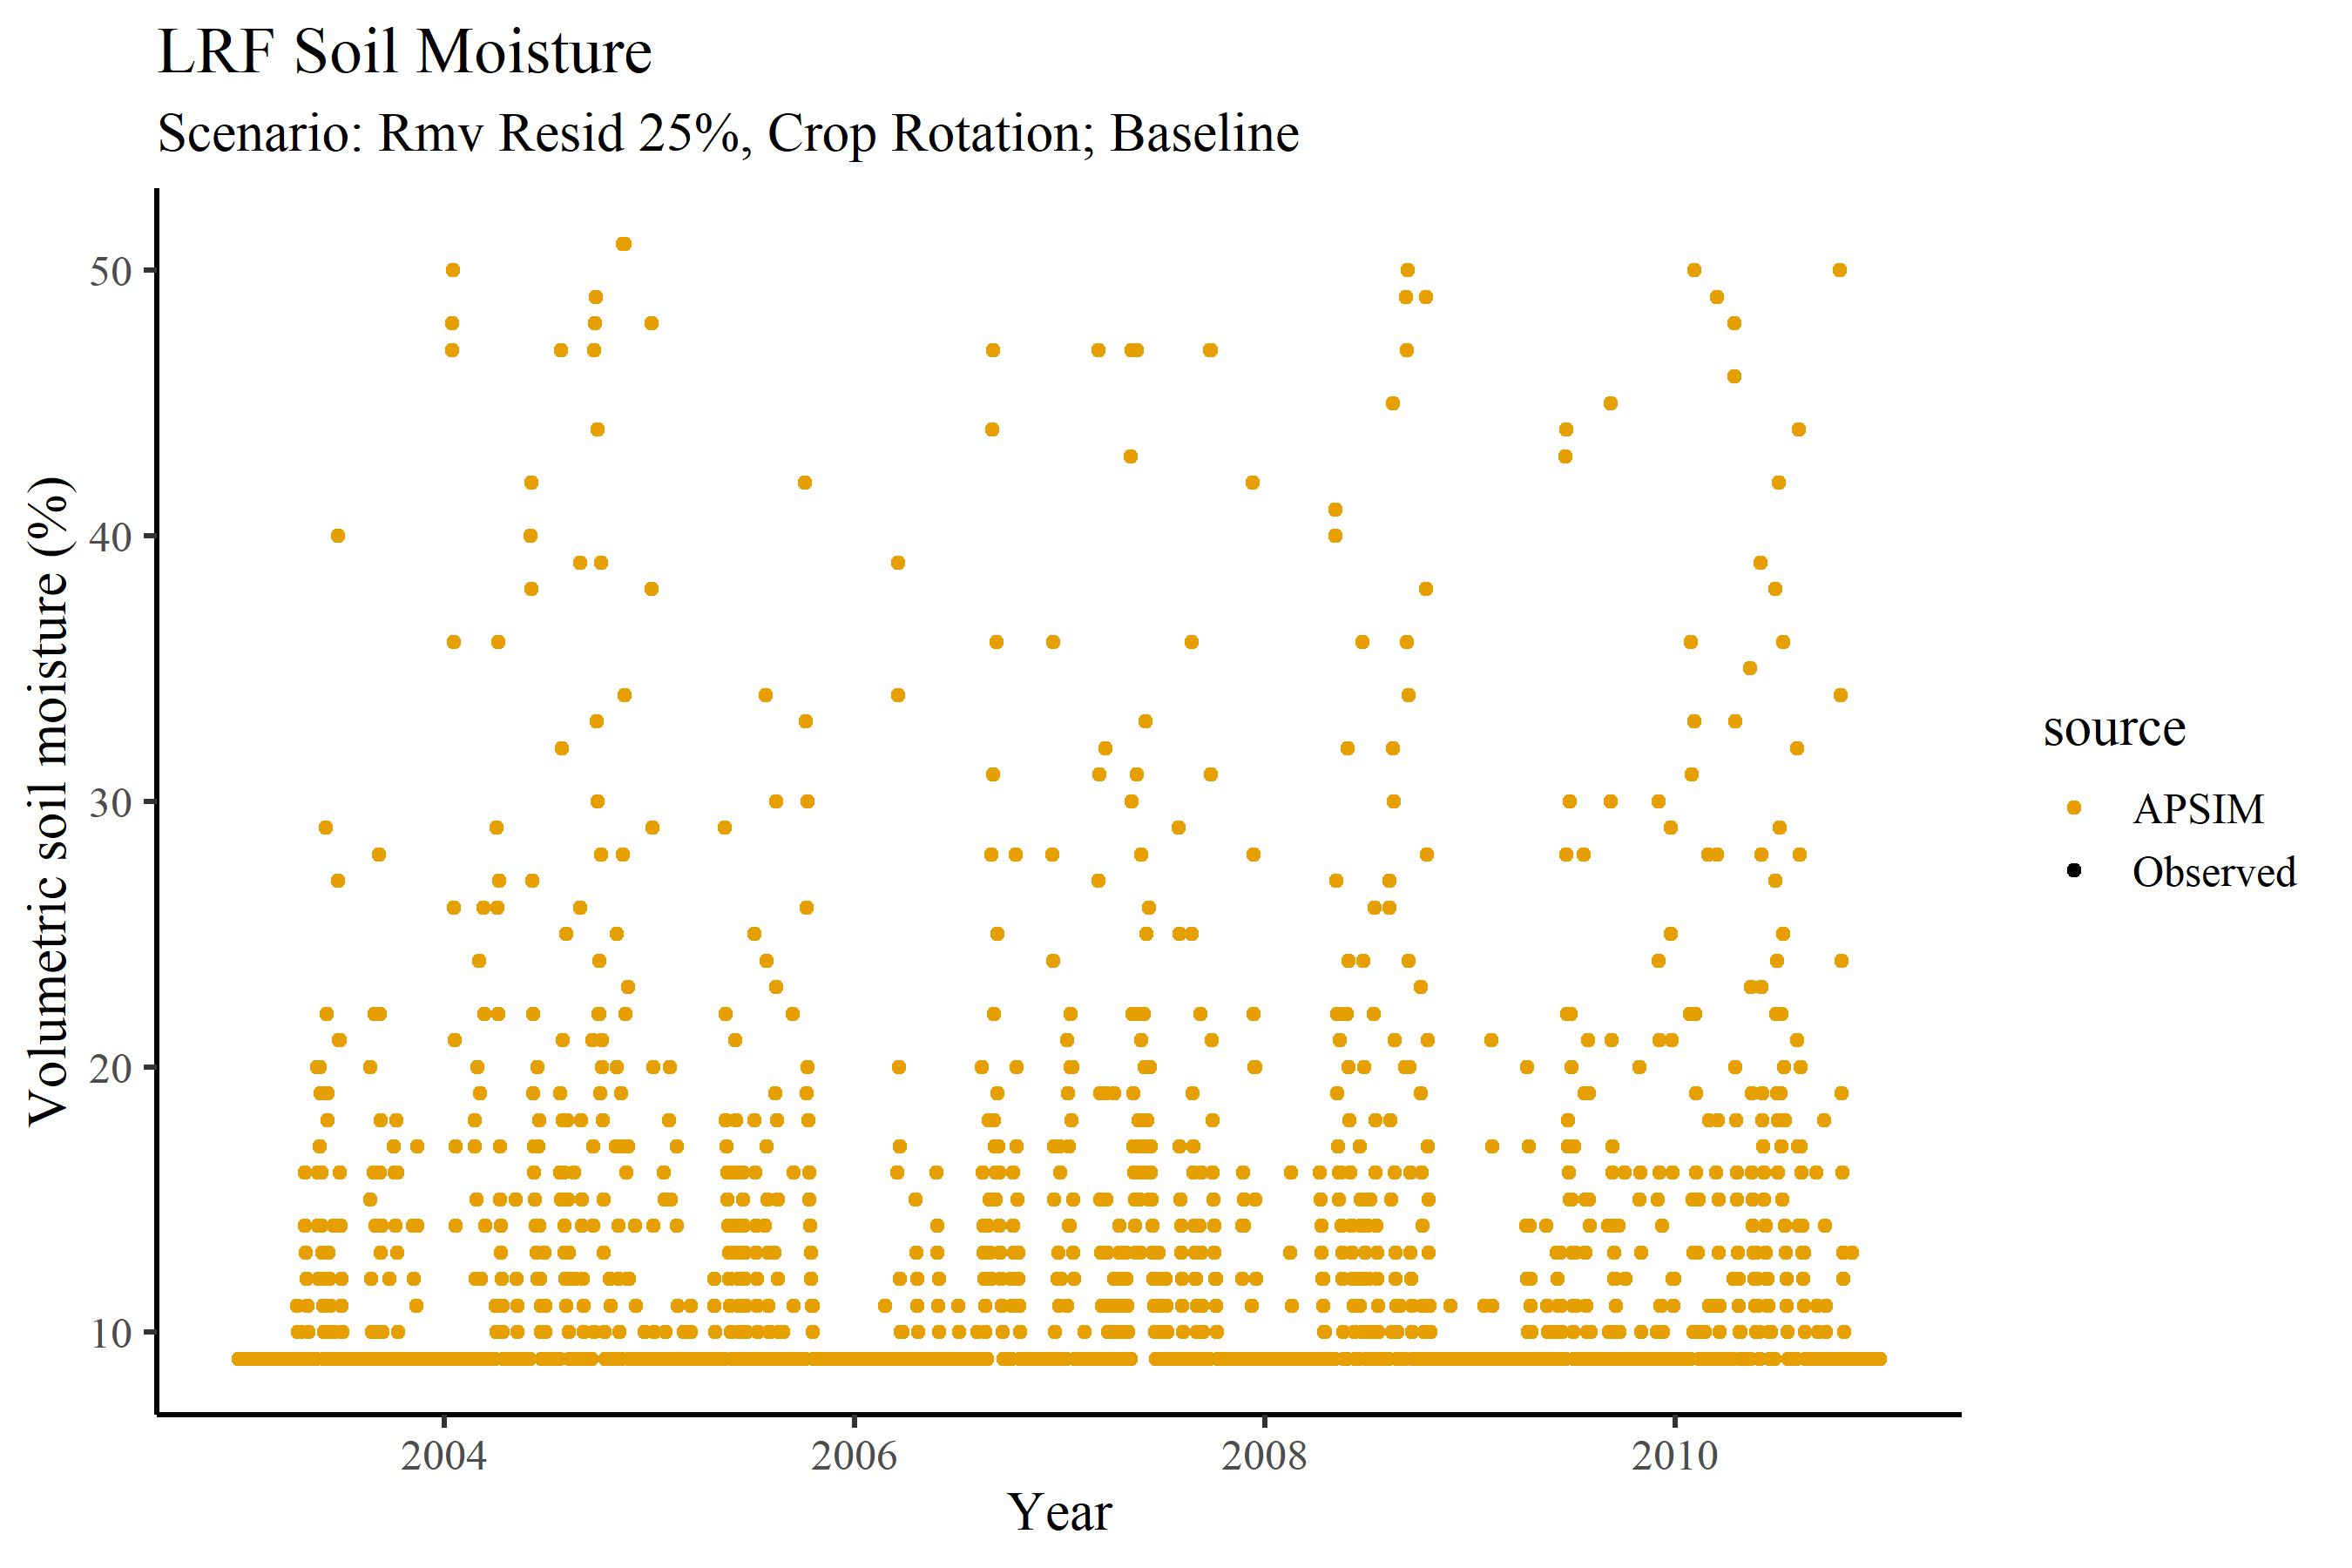 LRF Soil Moisture
Scenario: Rmv Resid 25%, Crop Rotation; Baseline
Volumetric soil moisture (%)
50
40
30
20
10
2004 2006 2008 2010
Year
source
APSIM
Observed